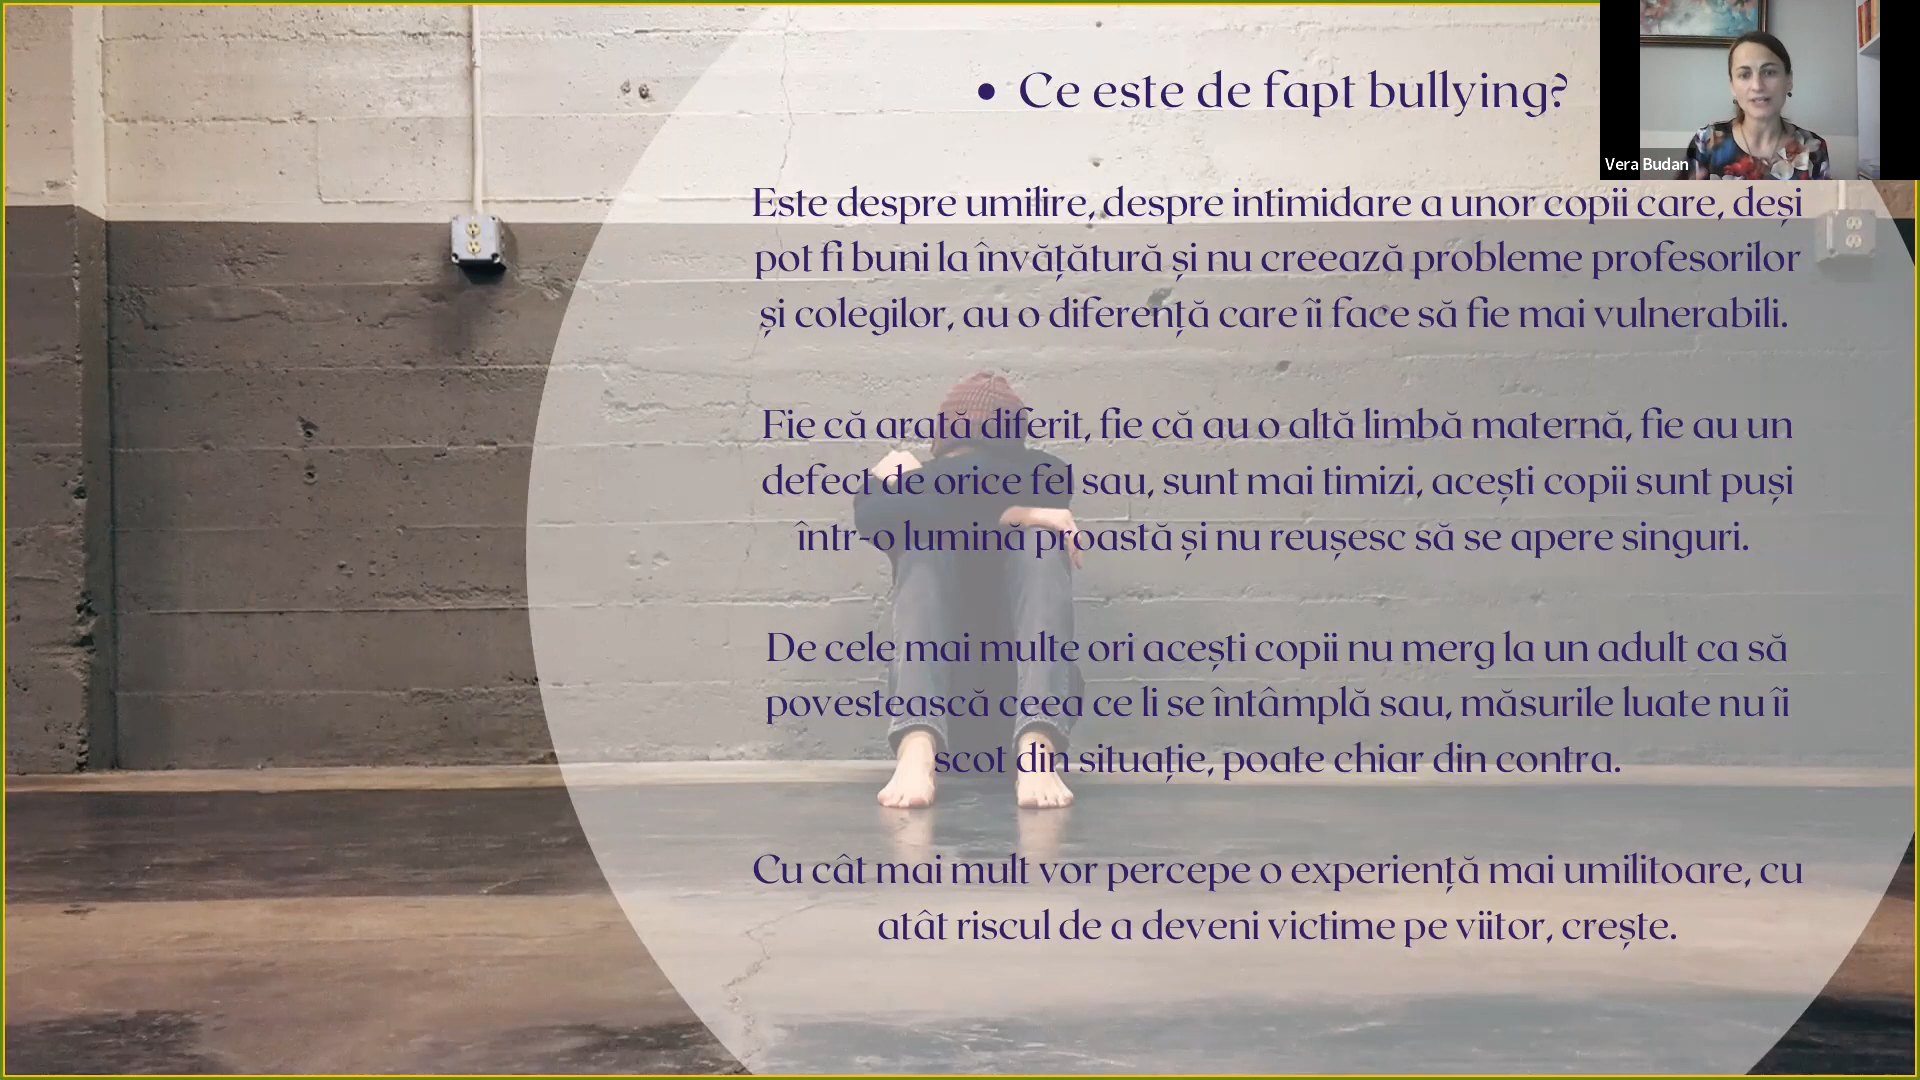 • Ce este de fapt bullying?
Vera Budan
Este despre umilire, despre intimidare a unor copii care, deși
pot fi buni la învățătură și nu creează probleme profesorilor
și colegilor, au o diferență care îi face să fie mai vulnerabili.
Fie că arată diferit, fie că au o altă limbă maternă, fie au un
defect de orice fel sau, sunt mai timizi, acești copii sunt puși
într-o lumină proastă și nu reușesc să se apere singuri.
De cele mai multe ori acești copii nu merg la un adult ca să
povestească ceea ce li se întâmplă sau, măsurile luate nu îi
scot din situație, poate chiar din contra.
Cu cât mai mult vor percepe o experiență mai umilitoare, cu
atât riscul de a deveni victime pe viitor, crește.